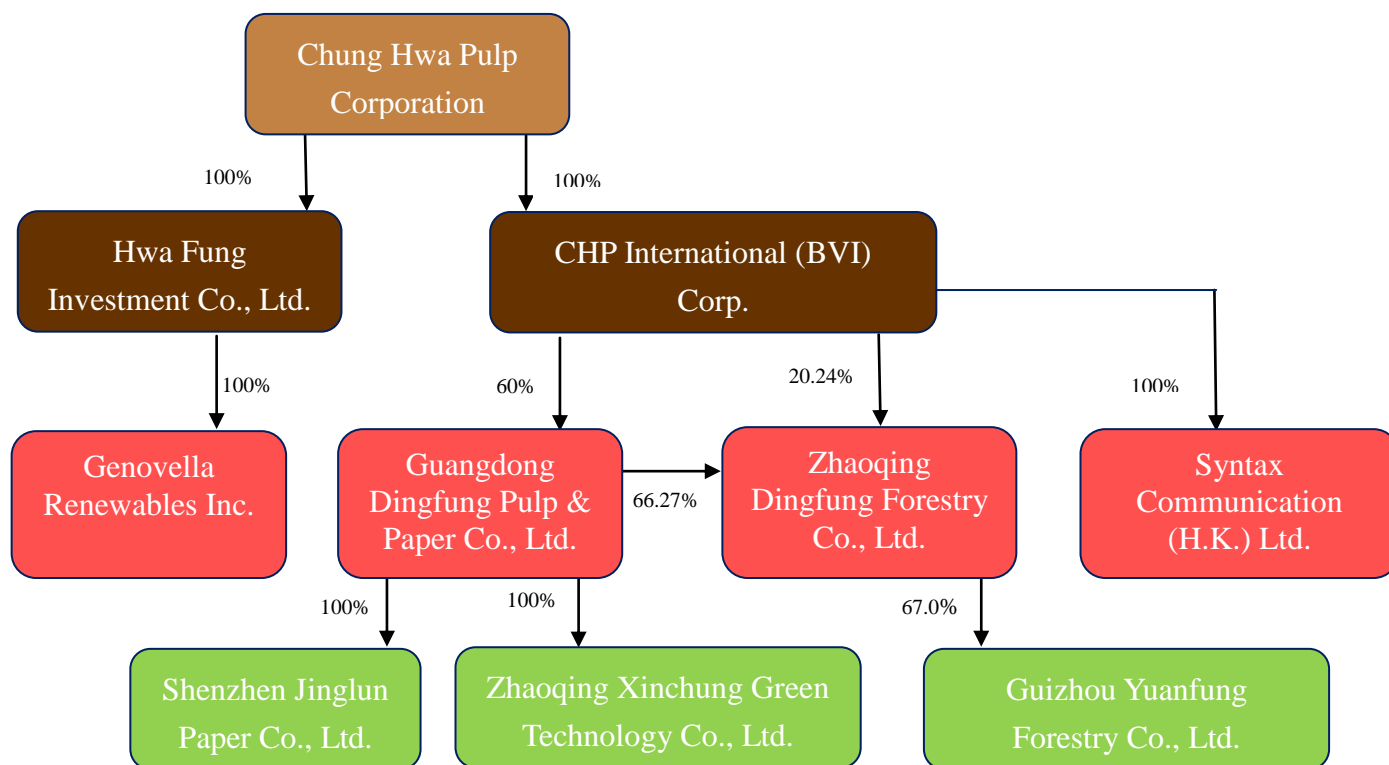 Chung Hwa Pulp
Corporation
100%
100%
Hwa Fung
Investment Co., Ltd.
CHP International (BVI)
Corp.
100%
60%
20.24%
100%
Genovella
Renewables Inc.
Guangdong
Dingfung Pulp &
Paper Co., Ltd.
66.27%
Zhaoqing
Dingfung Forestry
Co., Ltd.
Syntax
Communication
(H.K.) Ltd.
100%
100%
67.0%
Shenzhen Jinglun
Paper Co., Ltd.
Zhaoqing Xinchung Green
Technology Co., Ltd.
Guizhou Yuanfung
Forestry Co., Ltd.